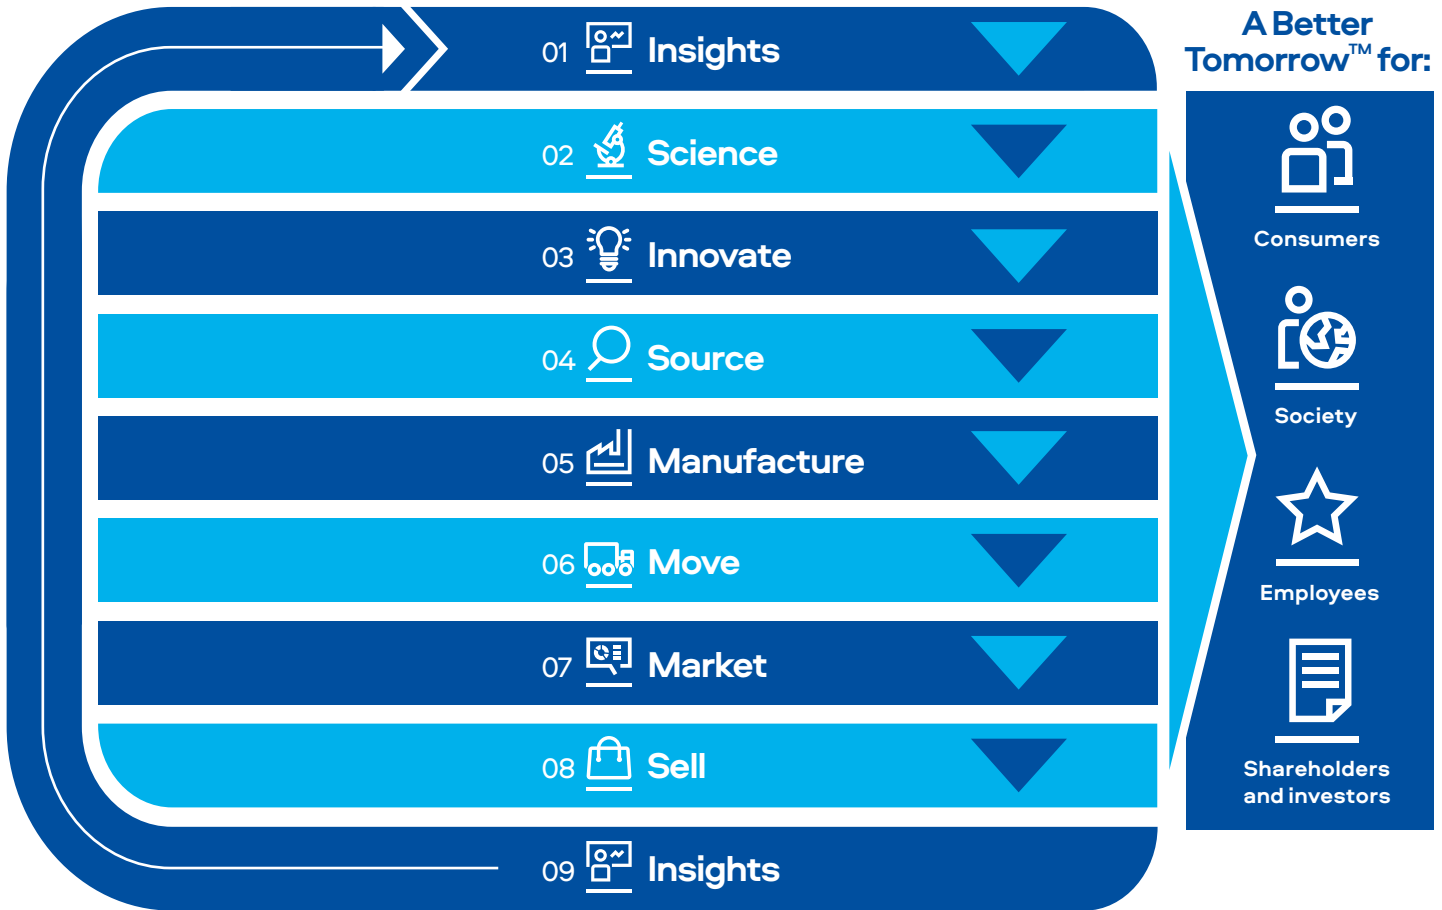 01 Insights
02 Science
03 Innovate
04 Source
05 Manufacture
06 Move
07 Market
08 Sell
09 Insights
A Better
Tomorrow™ for:
Consumers
Society
Employees
Shareholders
and investors